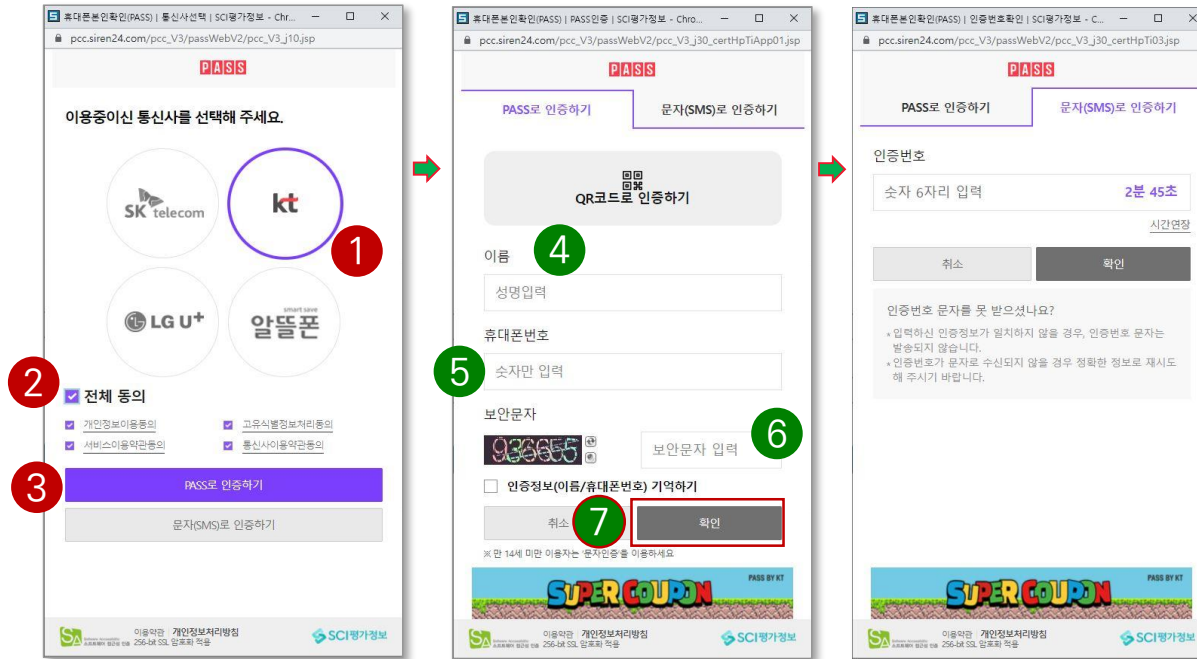 휴대폰본인확인(PASS) | 통신사선택 | SCI평가정보 - Chr...
pcc.siren24.com/pcc_V3/passWebV2/pcc_V3_j10.jsp
PASS
이용중이신 통신사를 선택해 주세요.
SK telecom
kt
1
LG U+
smart save
알뜰폰
2
전체 동의
개인정보이용동의
고유식별정보처리동의
서비스이용약관동의
통신사이용약관동의
3
PASS로 인증하기
문자(SMS)로 인증하기
이용약관 개인정보처리방침
256-bit SSL 암호화 적용
SCI평가정보
휴대폰본인확인(PASS) | PASS인증 | SCI평가정보 - Chro...
pcc.siren24.com/pcc_V3/passWebV2/pcc_V3_j30_certHpTiApp01.jsp
PASS
PASS로 인증하기
문자(SMS)로 인증하기
QR코드로 인증하기
이름
4
성명입력
휴대폰번호
5
숫자만 입력
보안문자
936655
보안문자 입력
6
인증정보(이름/휴대폰번호) 기억하기
취소
7
확인
※ 만 14세 미만 이용자는 '문자인증'을 이용하세요
SUPER COUPON
PASS BY KT
이용약관 개인정보처리방침
256-bit SSL 암호화 적용
SCI평가정보
휴대폰본인확인(PASS) | 인증번호확인 | SCI평가정보 - C...
pcc.siren24.com/pcc_V3/passWebV2/pcc_V3_j30_certHpTi03.jsp
PASS
PASS로 인증하기
문자(SMS)로 인증하기
인증번호
숫자 6자리 입력
2분 45초
시간연장
취소
확인
인증번호 문자를 못 받으셨나요?
* 입력하신 인증정보가 일치하지 않을 경우, 인증번호 문자는
발송되지 않습니다.
* 인증번호가 문자로 수신되지 않을 경우 정확한 정보로 재시도
해 주시기 바랍니다.
SUPER COUPON
PASS BY KT
이용약관 개인정보처리방침
256-bit SSL 암호화 적용
SCI평가정보